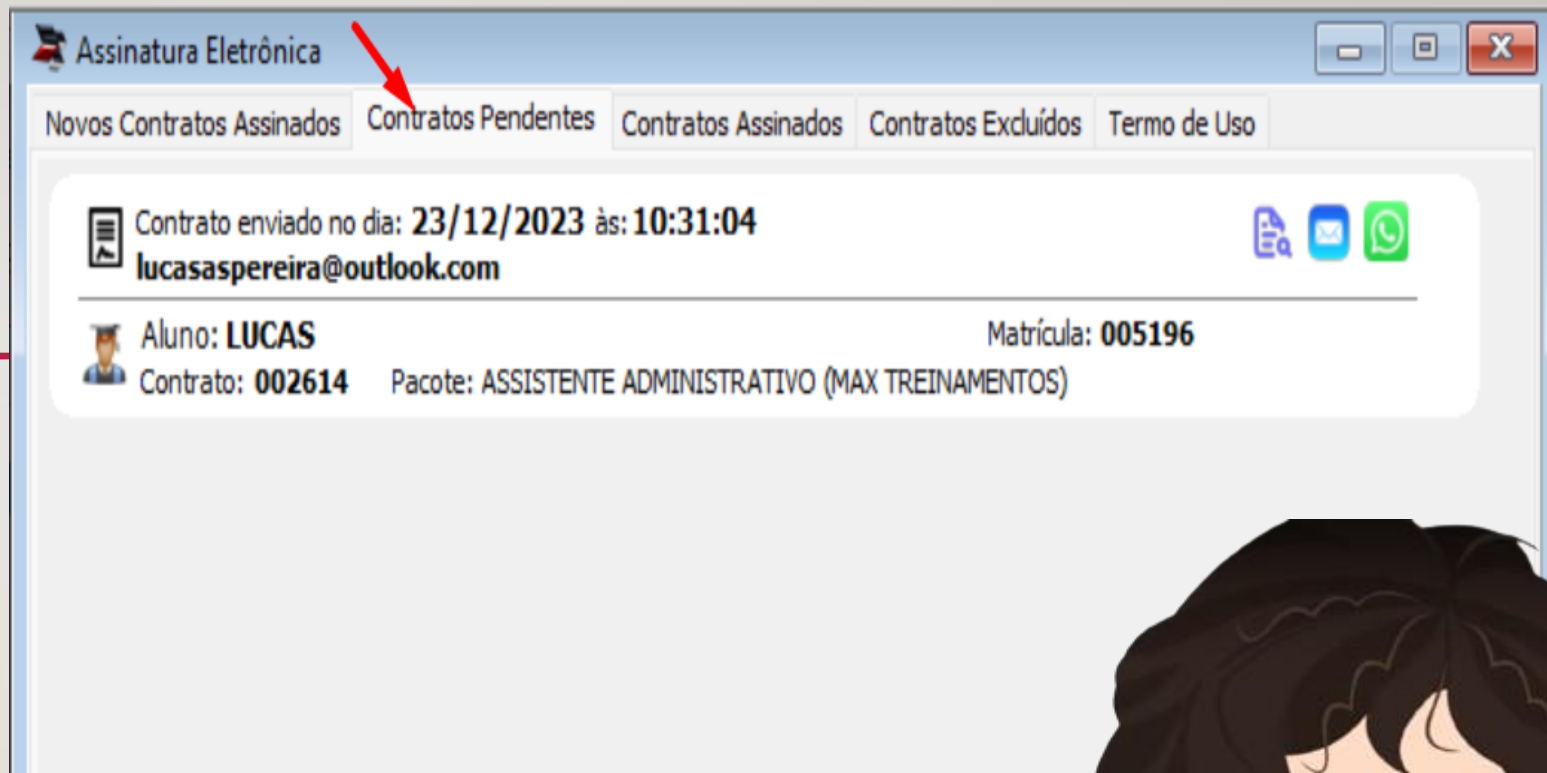 Assinatura Eletrônica
Novos Contratos Assinados Contratos Pendentes Contratos Assinados Contratos Excluídos Termo de Uso
Contrato enviado no dia: 23/12/2023 às: 10:31:04
lucasaspereira@outlook.com
Aluno: LUCAS Matrícula: 005196
Contrato: 002614 Pacote: ASSISTENTE ADMINISTRATIVO (MAX TREINAMENTOS)